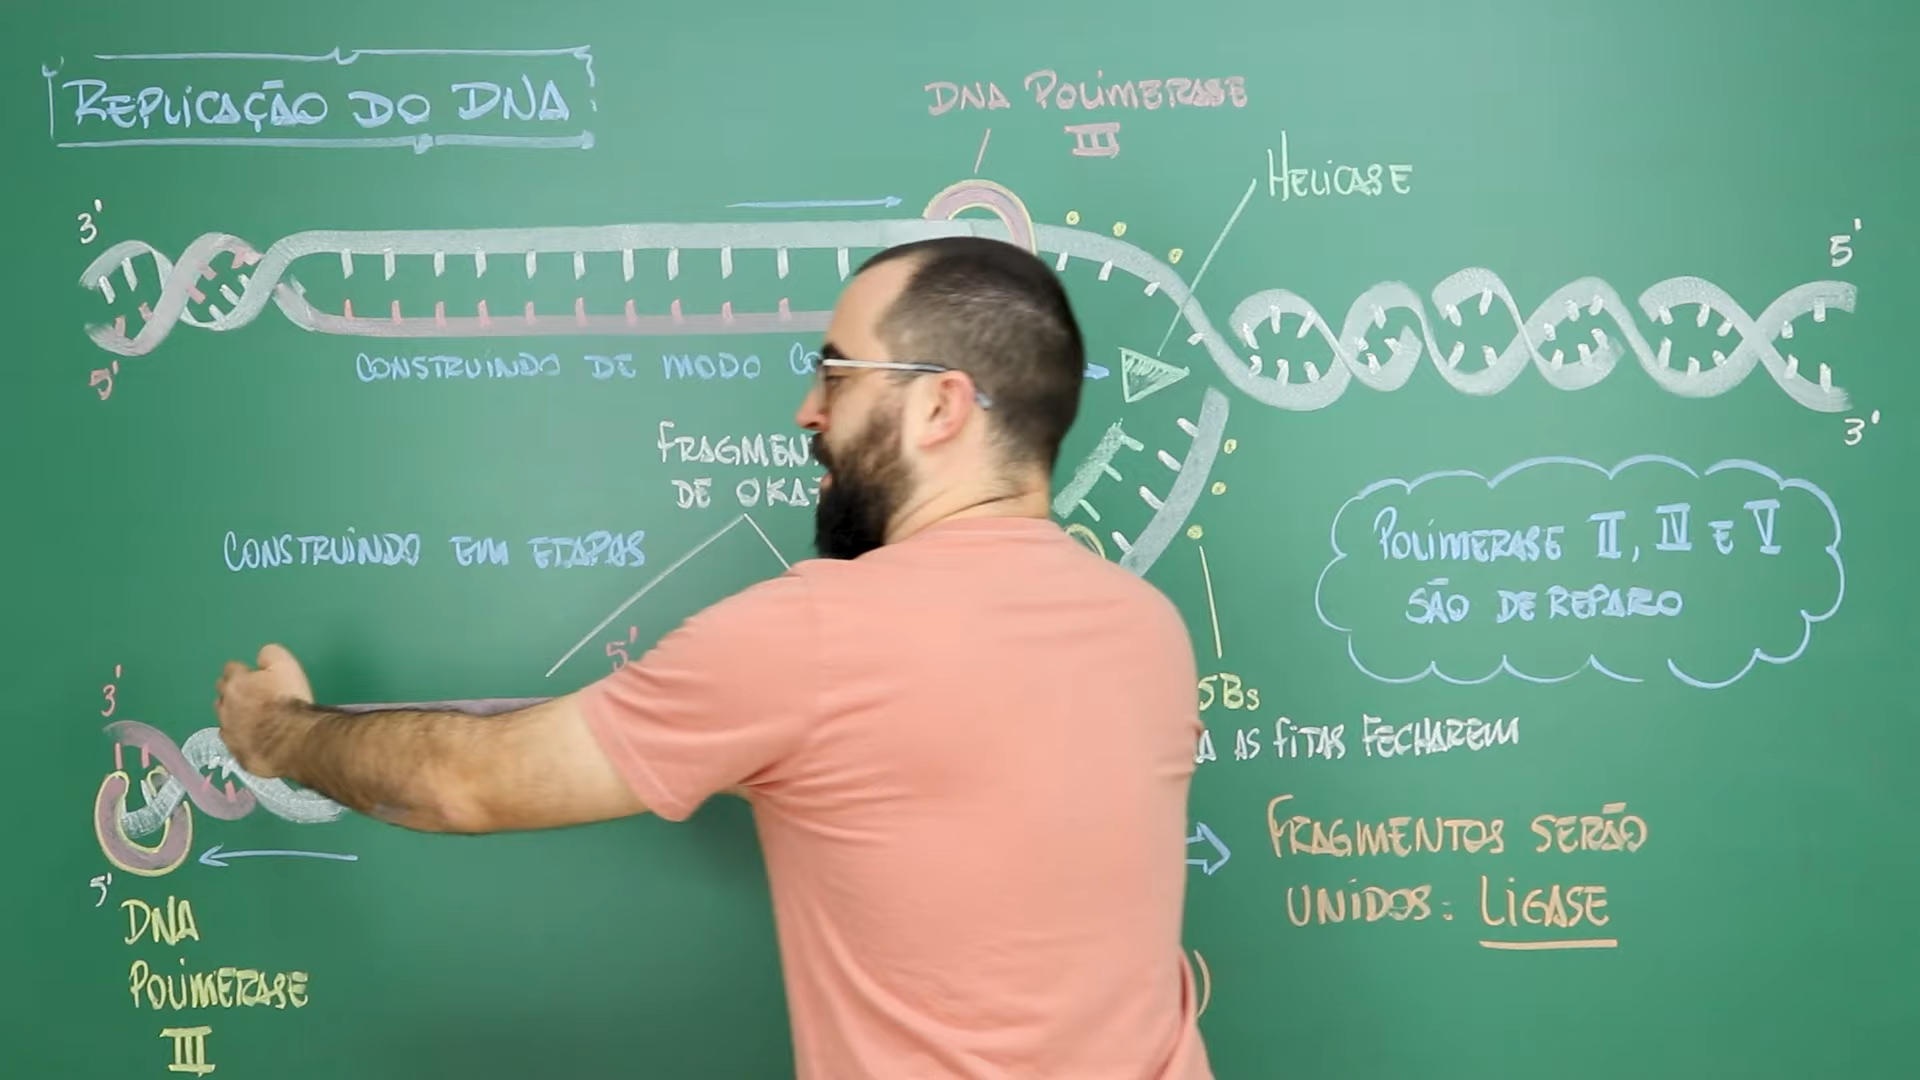 REPLICAÇÃO DO DNA
DNA POLIMERASE
III
HELICASE
3'
5'
5'
3'
CONSTRUINDO DE MODO
FRAGMEN
DE OKA
CONSTRUINDO EM ETAPAS
POLIMERASE II, IV E V
SÃO DE REPARO
5'
3'
SBs
AS FITAS FECHAREM
FRAGMENTOS SERÃO
UNIDOS: LIGASE
5'
DNA
POLIMERASE
III